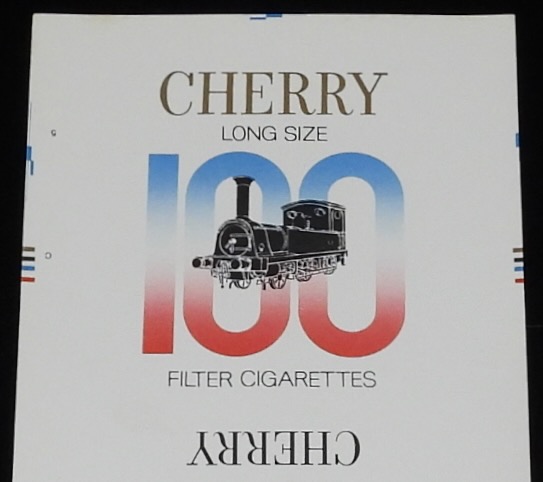 CHERRY
LONG SIZE
100
FILTER CIGARETTES
CHERRY